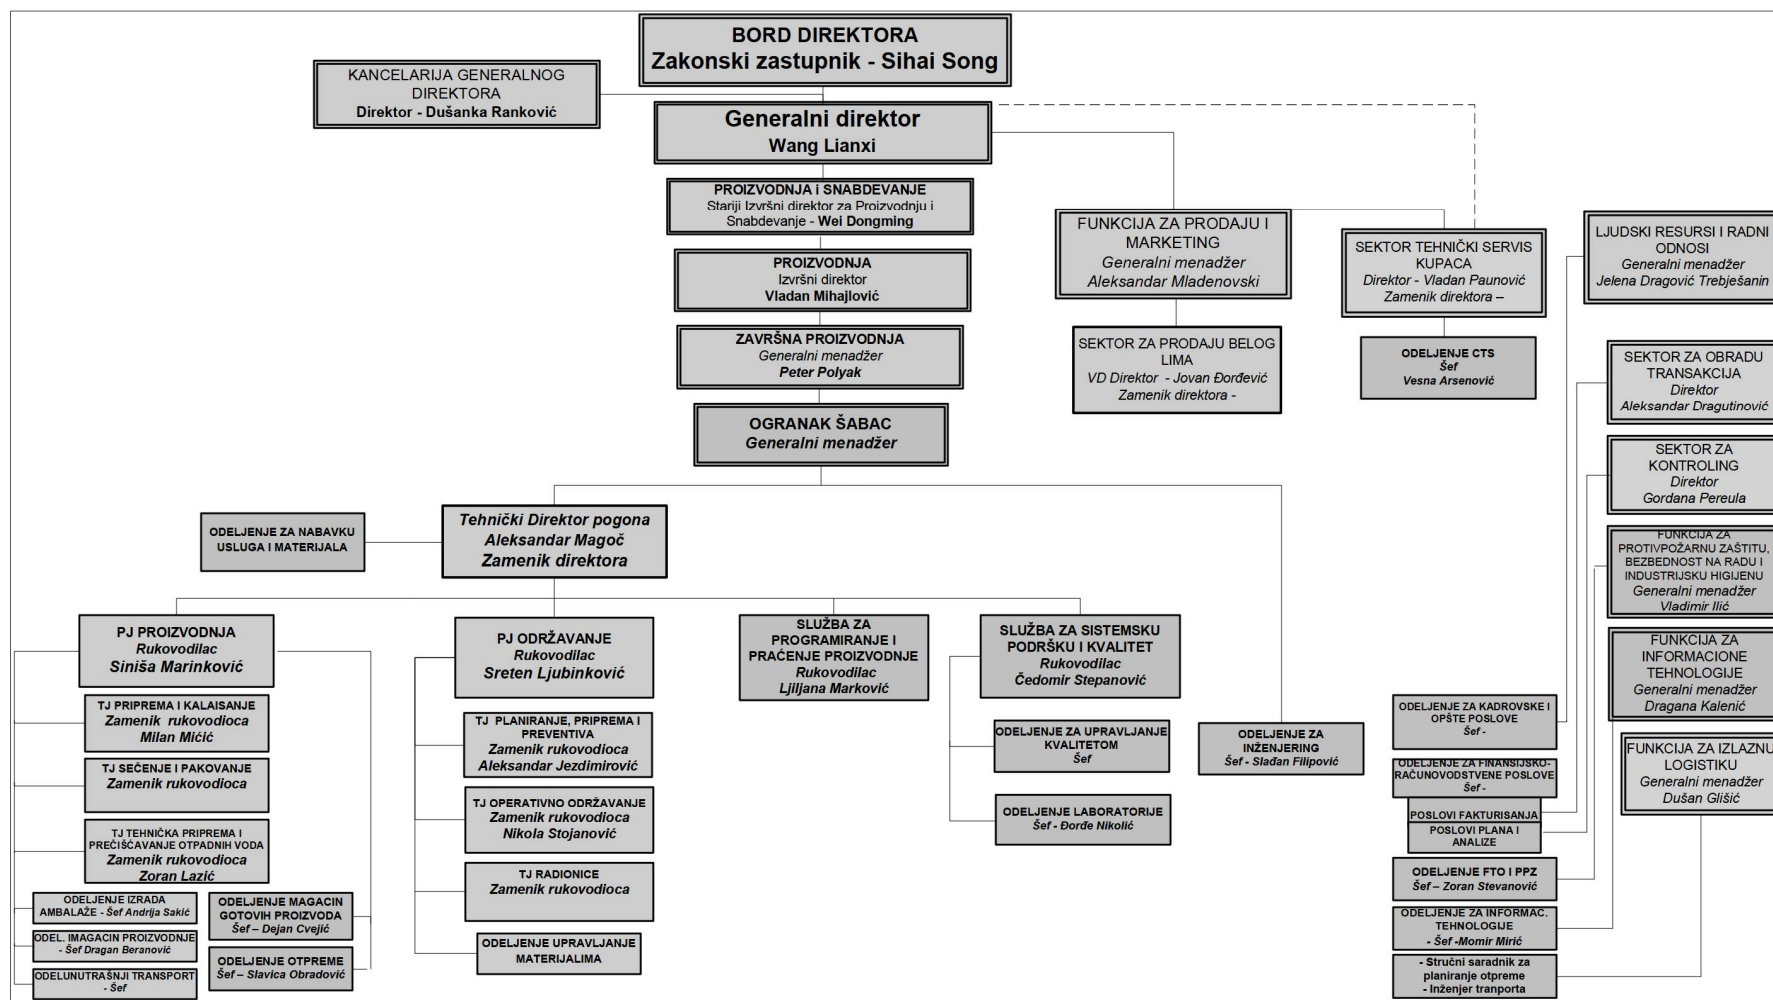 BORD DIREKTORA
Zakonski zastupnik - Sihai Song
KANCELARIJA GENERALNOG
DIREKTORA
Direktor - Dušanka Ranković
Generalni direktor
Wang Lianxi
PROIZVODNJA i SNABDEVANJE
Stariji Izvršni direktor za Proizvodnju i
Snabdevanje - Wei Dongming
PROIZVODNJA
Izvršni direktor
Vladan Mihajlović
ZAVRŠNA PROIZVODNJA
Generalni menadžer
Peter Polyak
OGRANAK ŠABAC
Generalni menadžer
FUNKCIJA ZA PRODAJU I
MARKETING
Generalni menadžer
Aleksandar Mladenovski
SEKTOR ZA PRODAJU BELOG
LIMA
VD Direktor - Jovan Đorđević
Zamenik direktora -
SEKTOR TEHNIČKI SERVIS
KUPACA
Direktor - Vladan Paunović
Zamenik direktora –
ODELJENJE CTS
Šef
Vesna Arsenović
LJUDSKI RESURSI I RADNI
ODNOSI
Generalni menadžer
Jelena Dragović Trebješanin
SEKTOR ZA OBRADU
TRANSAKCIJA
Direktor
Aleksandar Dragutinović
SEKTOR ZA
KONTROLING
Direktor
Gordana Pereula
FUNKCIJA ZA
PROTIVPOŽARNU ZAŠTITU,
BEZBEDNOST NA RADU I
INDUSTRIJSKU HIGIJENU
Generalni menadžer
Vladimir Ilić
FUNKCIJA ZA
INFORMACIONE
TEHNOLOGIJE
Generalni menadžer
Dragana Kalenić
FUNKCIJA ZA IZLAZNU
LOGISTIKU
Generalni menadžer
Dušan Glišić
ODELJENJE ZA NABAVKU
USLUGA I MATERIJALA
Tehnički Direktor pogona
Aleksandar Magoč
Zamenik direktora
PJ PROIZVODNJA
Rukovodilac
Siniša Marinković
TJ PRIPREMA I KALAISANJE
Zamenik rukovodioca
Milan Mićić
TJ SEČENJE I PAKOVANJE
Zamenik rukovodioca
TJ TEHNIČKA PRIPREMA I
PREČIŠĆAVANJE OTPADNIH VODA
Zamenik rukovodioca
Zoran Lazić
ODELJENJE IZRADA
AMBALAŽE - Šef Andrija Sakić
ODEL. IMAGACIN PROIZVODNJE
- Šef Dragan Beranović
ODELUNUTRAŠNJI TRANSPORT
- Šef
ODELJENJE MAGACIN
GOTOVIH PROIZVODA
Šef – Dejan Cvejić
ODELJENJE OTPREME
Šef – Slavica Obradović
PJ ODRŽAVANJE
Rukovodilac
Sreten Ljubinković
TJ PLANIRANJE, PRIPREMA I
PREVENTIVA
Zamenik rukovodioca
Aleksandar Jezdimirović
TJ OPERATIVNO ODRŽAVANJE
Zamenik rukovodioca
Nikola Stojanović
TJ RADIONICE
Zamenik rukovodioca
ODELJENJE UPRAVLJANJE
MATERIJALIMA
SLUŽBA ZA
PROGRAMIRANJE I
PRAĆENJE PROIZVODNJE
Rukovodilac
Ljiljana Marković
SLUŽBA ZA SISTEMSKU
PODRŠKU I KVALITET
Rukovodilac
Čedomir Stepanović
ODELJENJE ZA UPRAVLJANJE
KVALITETOM
Šef
ODELJENJE LABORATORIJE
Šef - Đorđe Nikolić
ODELJENJE ZA
INŽENJERING
Šef - Slađan Filipović
ODELJENJE ZA KADROVSKE I
OPŠTE POSLOVE
Šef -
ODELJENJE ZA FINANSIJSKO-
RAČUNOVODSTVENE POSLOVE
Šef -
POSLOVI FAKTURISANJA
POSLOVI PLANA I
ANALIZE
ODELJENJE FTO I PPZ
Šef – Zoran Stevanović
ODELJENJE ZA INFORMAC.
TEHNOLOGIJE
- Šef -Momir Mirić
- Stručni saradnik za
planiranje otpreme
- Inženjer tranporta